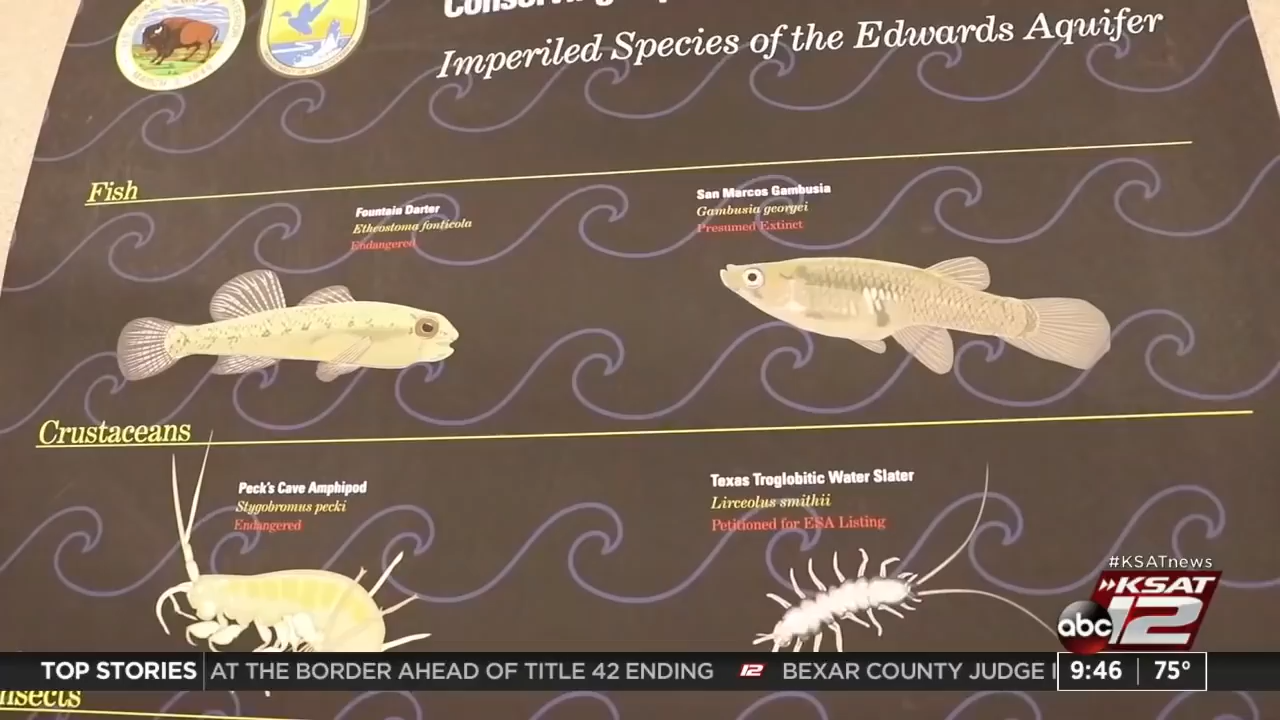 Imperiled Species of the Edwards Aquifer
Fish
Fountain Darter
Etheostoma fonticola
Endangered
San Marcos Gambusia
Gambusia georgei
Presumed Extinct
Crustaceans
Peck's Cave Amphipod
Stygobromus pecki
Endangered
Texas Troglobitic Water Slater
Lirceolus smithii
Petitioned for ESA Listing
#KSATnews
KSAT
abc 12
TOP STORIES AT THE BORDER AHEAD OF TITLE 42 ENDING 12 BEXAR COUNTY JUDGE
9:46 75°